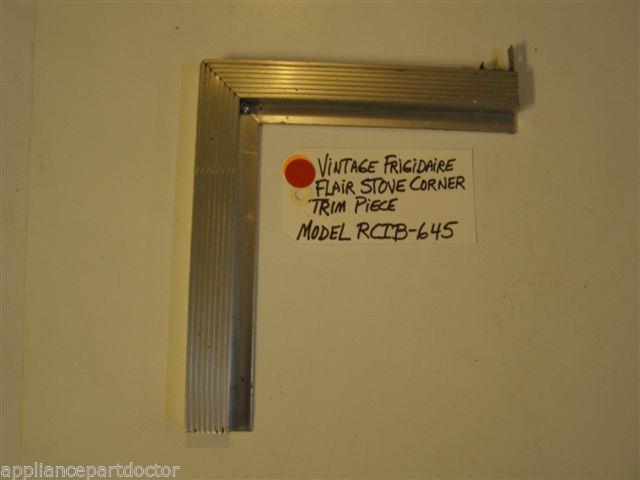 VINTAGE FRIGIDAIRE
FLAIR STOVE CORNER
TRIM PIECE
MODEL RCIB-645
appliancepartdoctor